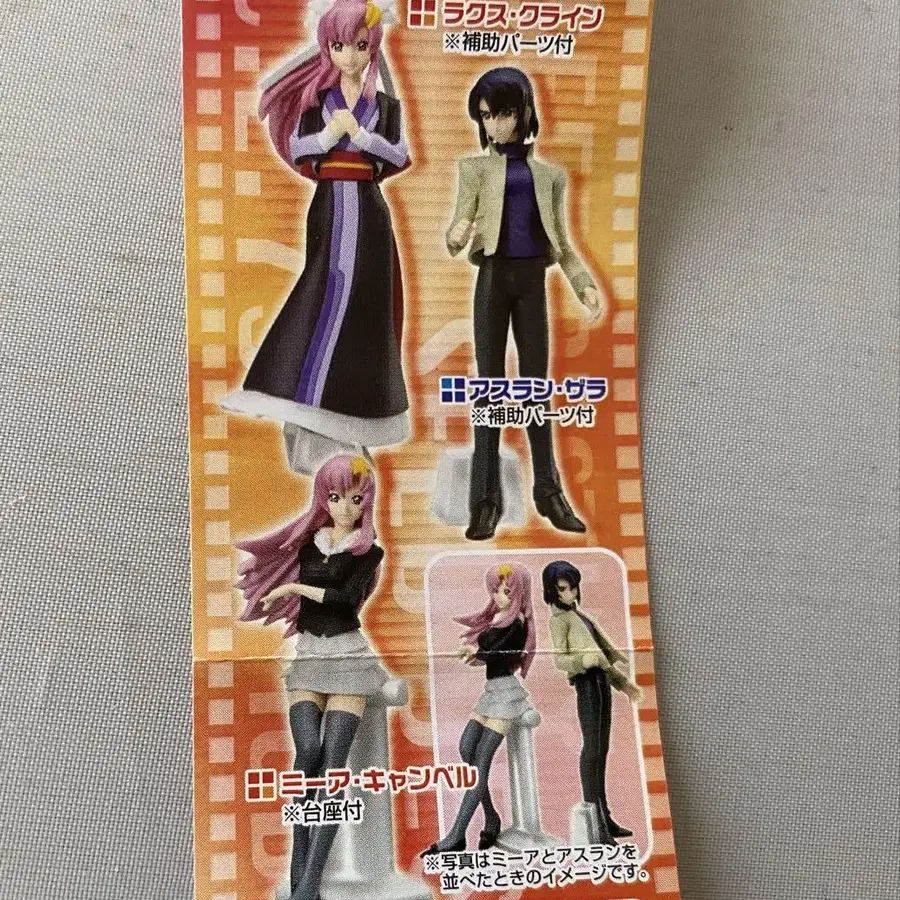 ラクス・クライン
※補助パーツ付
アスラン・ザラ
※補助パーツ付
ミーア・キャンベル
※台座付
※写真はミーアとアスランを
並べたときのイメージです。